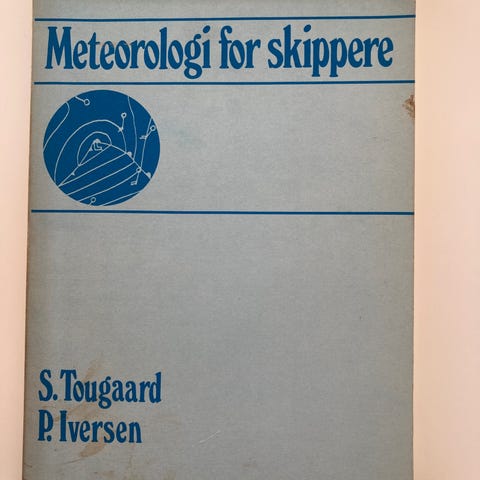 Meteorologi for skippere
S. Tougaard
P. Iversen